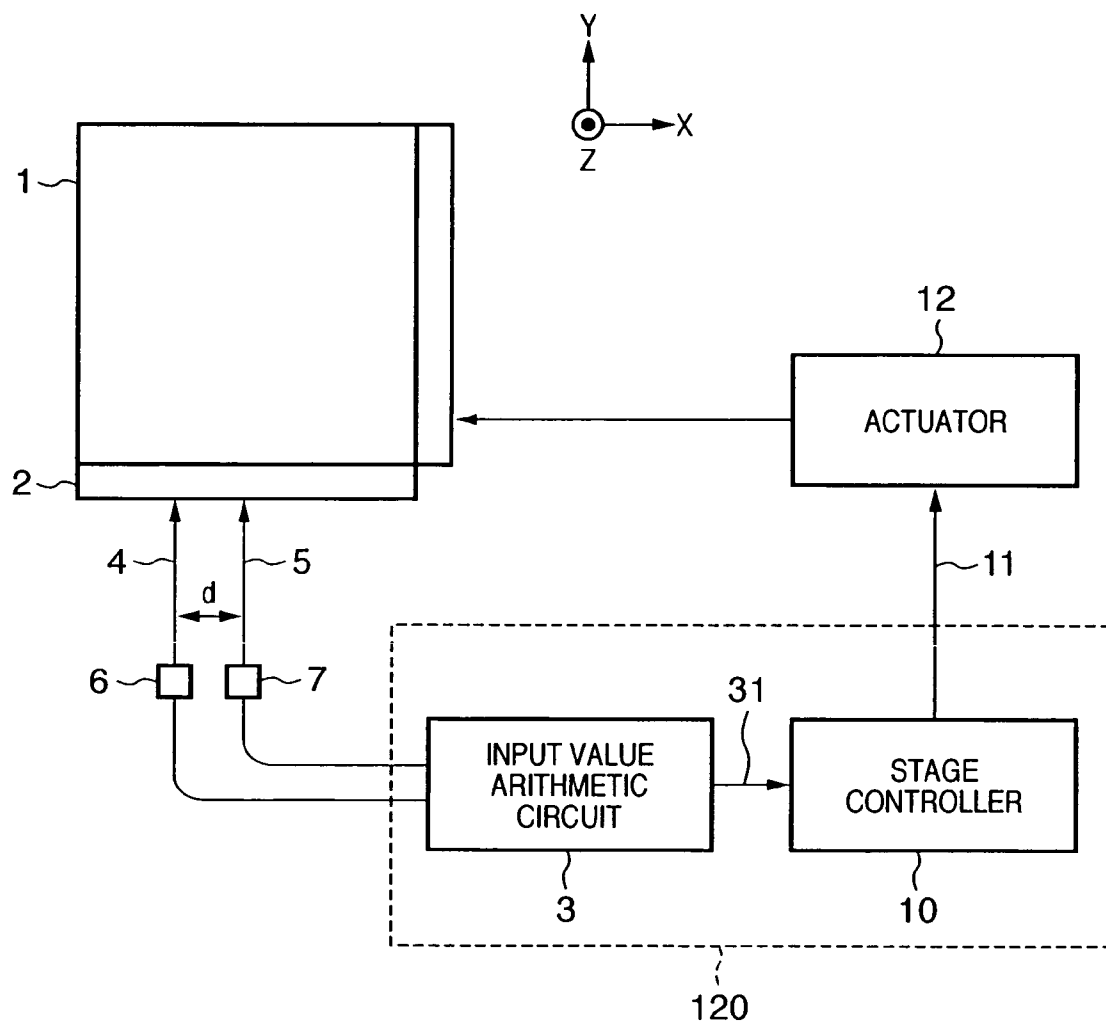 Y
X
Z
1
12
ACTUATOR
2
4
5
11
d
6
7
31
INPUT VALUE
ARITHMETIC
CIRCUIT
STAGE
CONTROLLER
3
10
120